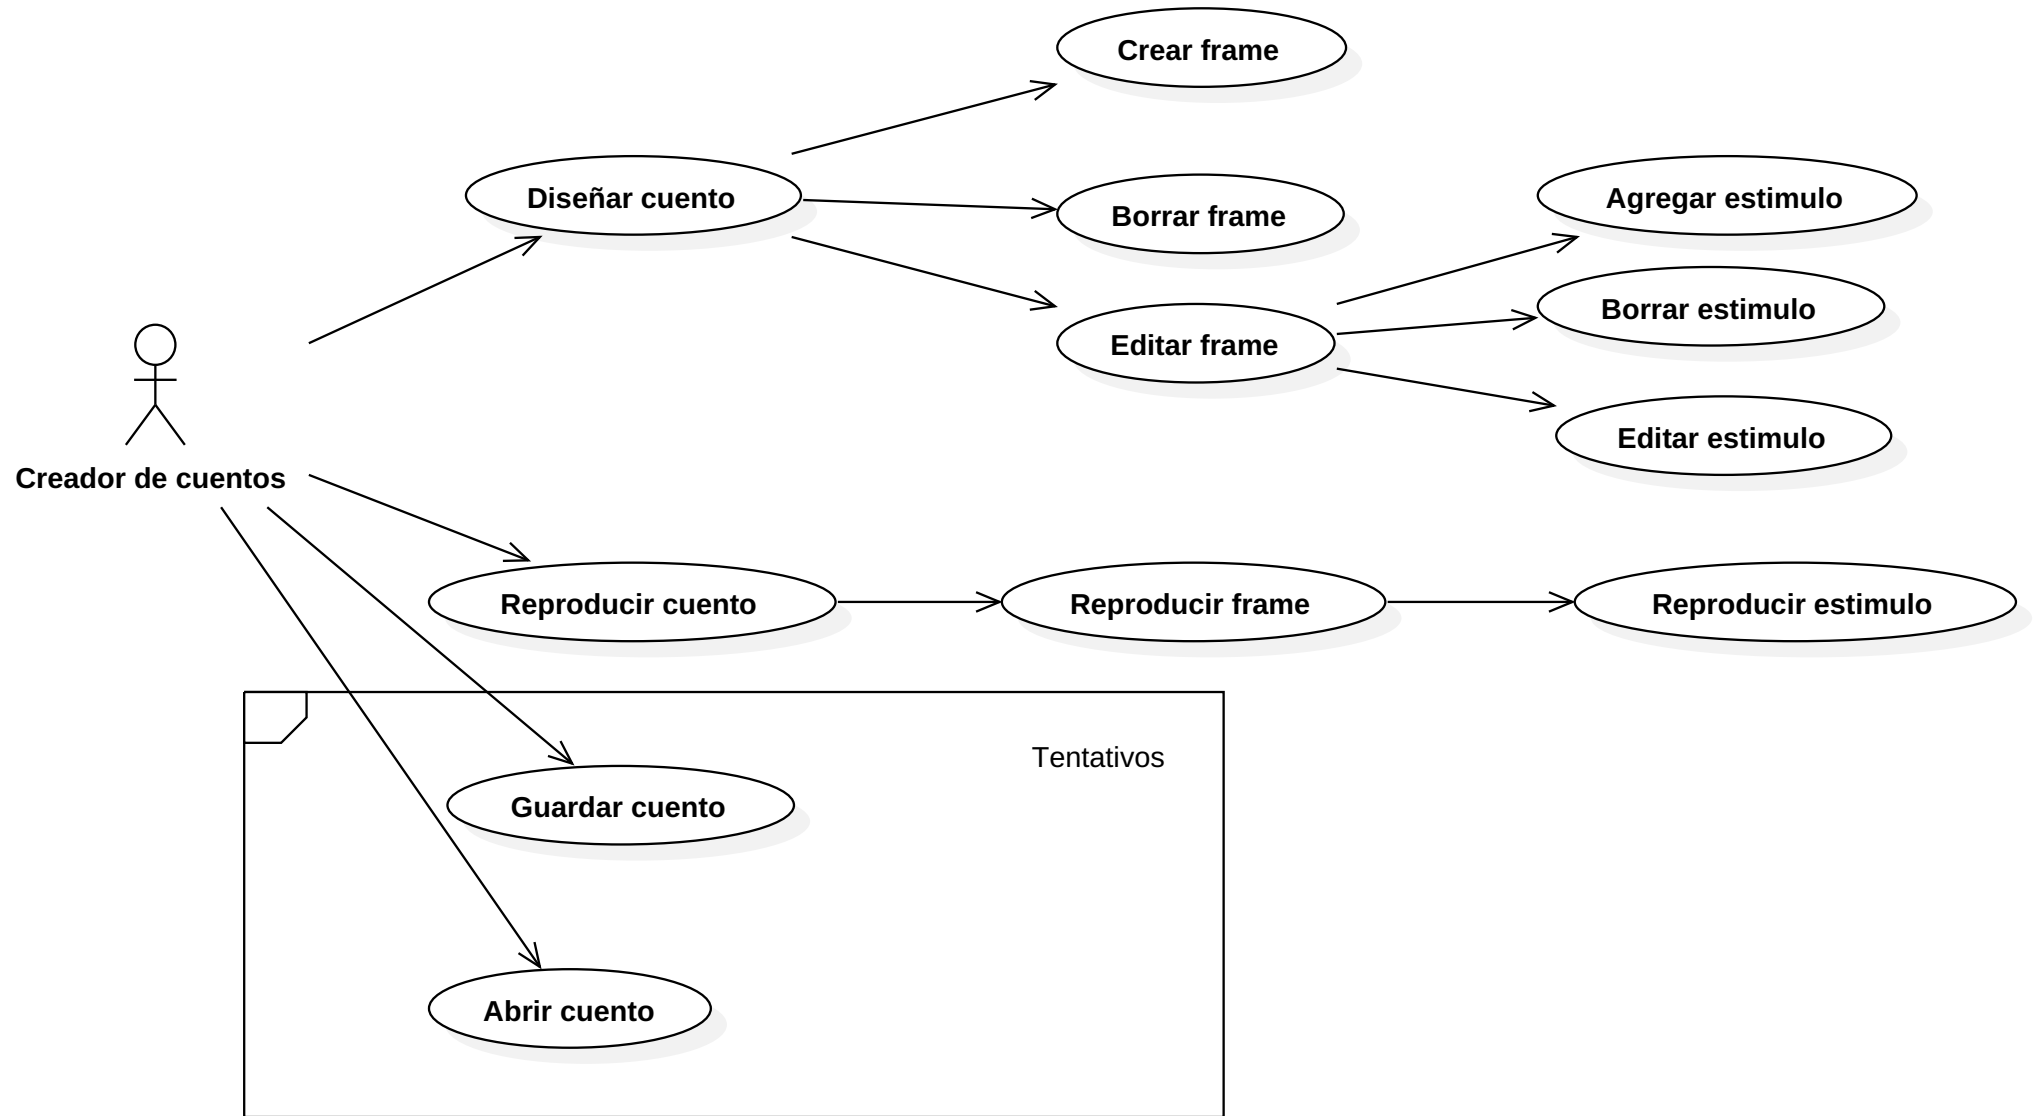 Crear frame
Diseñar cuento
Borrar frame
Agregar estimulo
Borrar estimulo
Editar frame
Editar estimulo
Creador de cuentos
Reproducir cuento
Reproducir frame
Reproducir estimulo
Tentativos
Guardar cuento
Abrir cuento